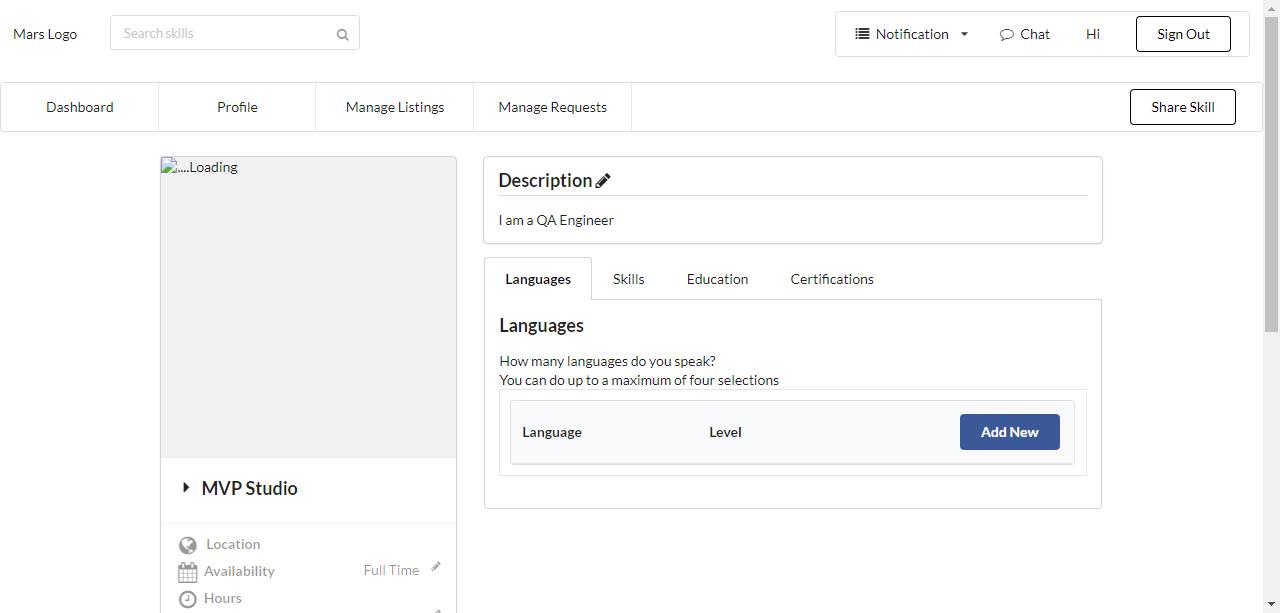 Mars Logo
Search skills
Notification
Chat
Hi
Sign Out
Dashboard
Profile
Manage Listings
Manage Requests
Share Skill
....Loading
MVP Studio
Location
Availability
Full Time
Hours
Description
I am a QA Engineer
Languages
Skills
Education
Certifications
Languages
How many languages do you speak?
You can do up to a maximum of four selections
Language
Level
Add New